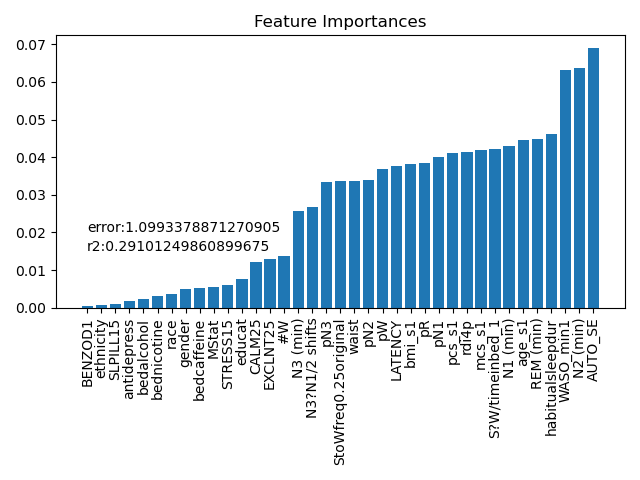 Feature Importances
0.07
0.06
0.05
0.04
0.03
0.02
0.01
0.00
error:1.0993378871270905
r2:0.29101249860899675
BENZOD1
ethnicity
SLPILL15
antidepress
bedalcohol
bednicotine
race
gender
bedcaffeine
MStat
STRESS15
educat
CALM25
EXCLNT25
#W
N3 (min)
N3?N1/2 shifts
pN3
StoWfreq0.25original
waist
pN2
pW
LATENCY
bmi_s1
pR
pN1
pcs_s1
rdi4p
mcs_s1
S?W/timeinbed_1
N1 (min)
age_s1
REM (min)
habitualsleepdur
WASO_min1
N2 (min)
AUTO_SE